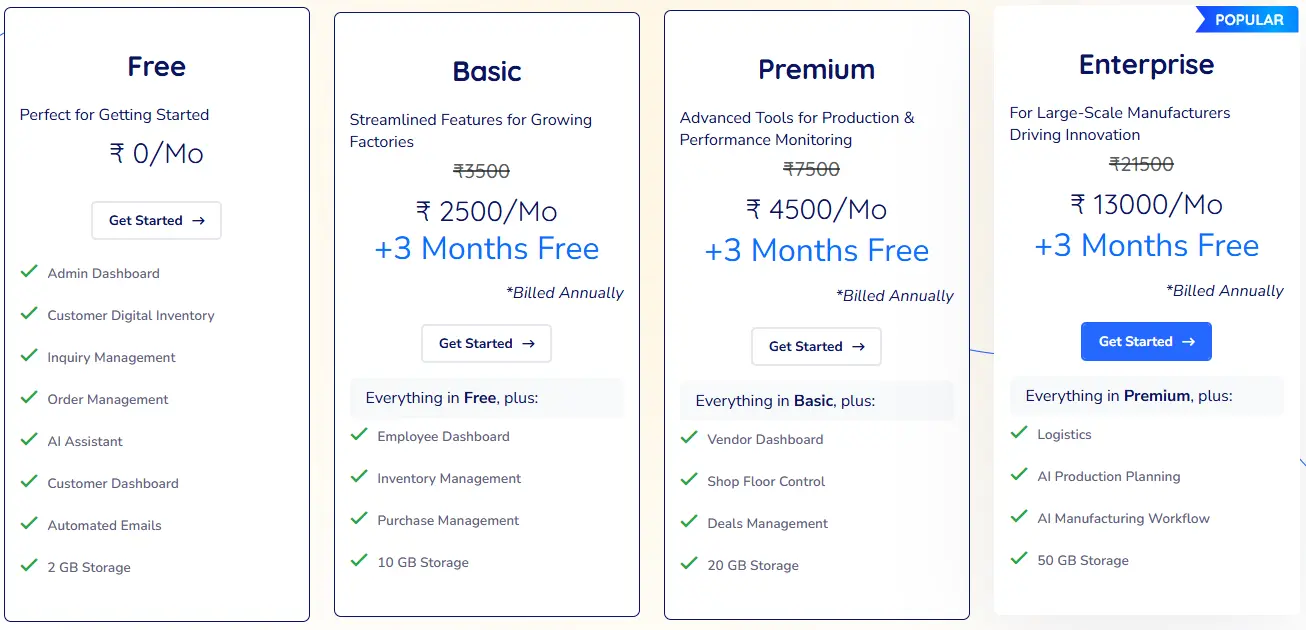 Free
Perfect for Getting Started
₹ 0/Mo
Get Started →
Admin Dashboard
Customer Digital Inventory
Inquiry Management
Order Management
AI Assistant
Customer Dashboard
Automated Emails
2 GB Storage
Basic
Streamlined Features for Growing
Factories
₹3500
₹ 2500/Mo
+3 Months Free
*Billed Annually
Get Started →
Everything in Free, plus:
Employee Dashboard
Inventory Management
Purchase Management
10 GB Storage
Premium
Advanced Tools for Production &
Performance Monitoring
₹7500
₹ 4500/Mo
+3 Months Free
*Billed Annually
Get Started →
Everything in Basic, plus:
Vendor Dashboard
Shop Floor Control
Deals Management
20 GB Storage
POPULAR
Enterprise
For Large-Scale Manufacturers
Driving Innovation
₹21500
₹ 13000/Mo
+3 Months Free
*Billed Annually
Get Started →
Everything in Premium, plus:
Logistics
AI Production Planning
AI Manufacturing Workflow
50 GB Storage